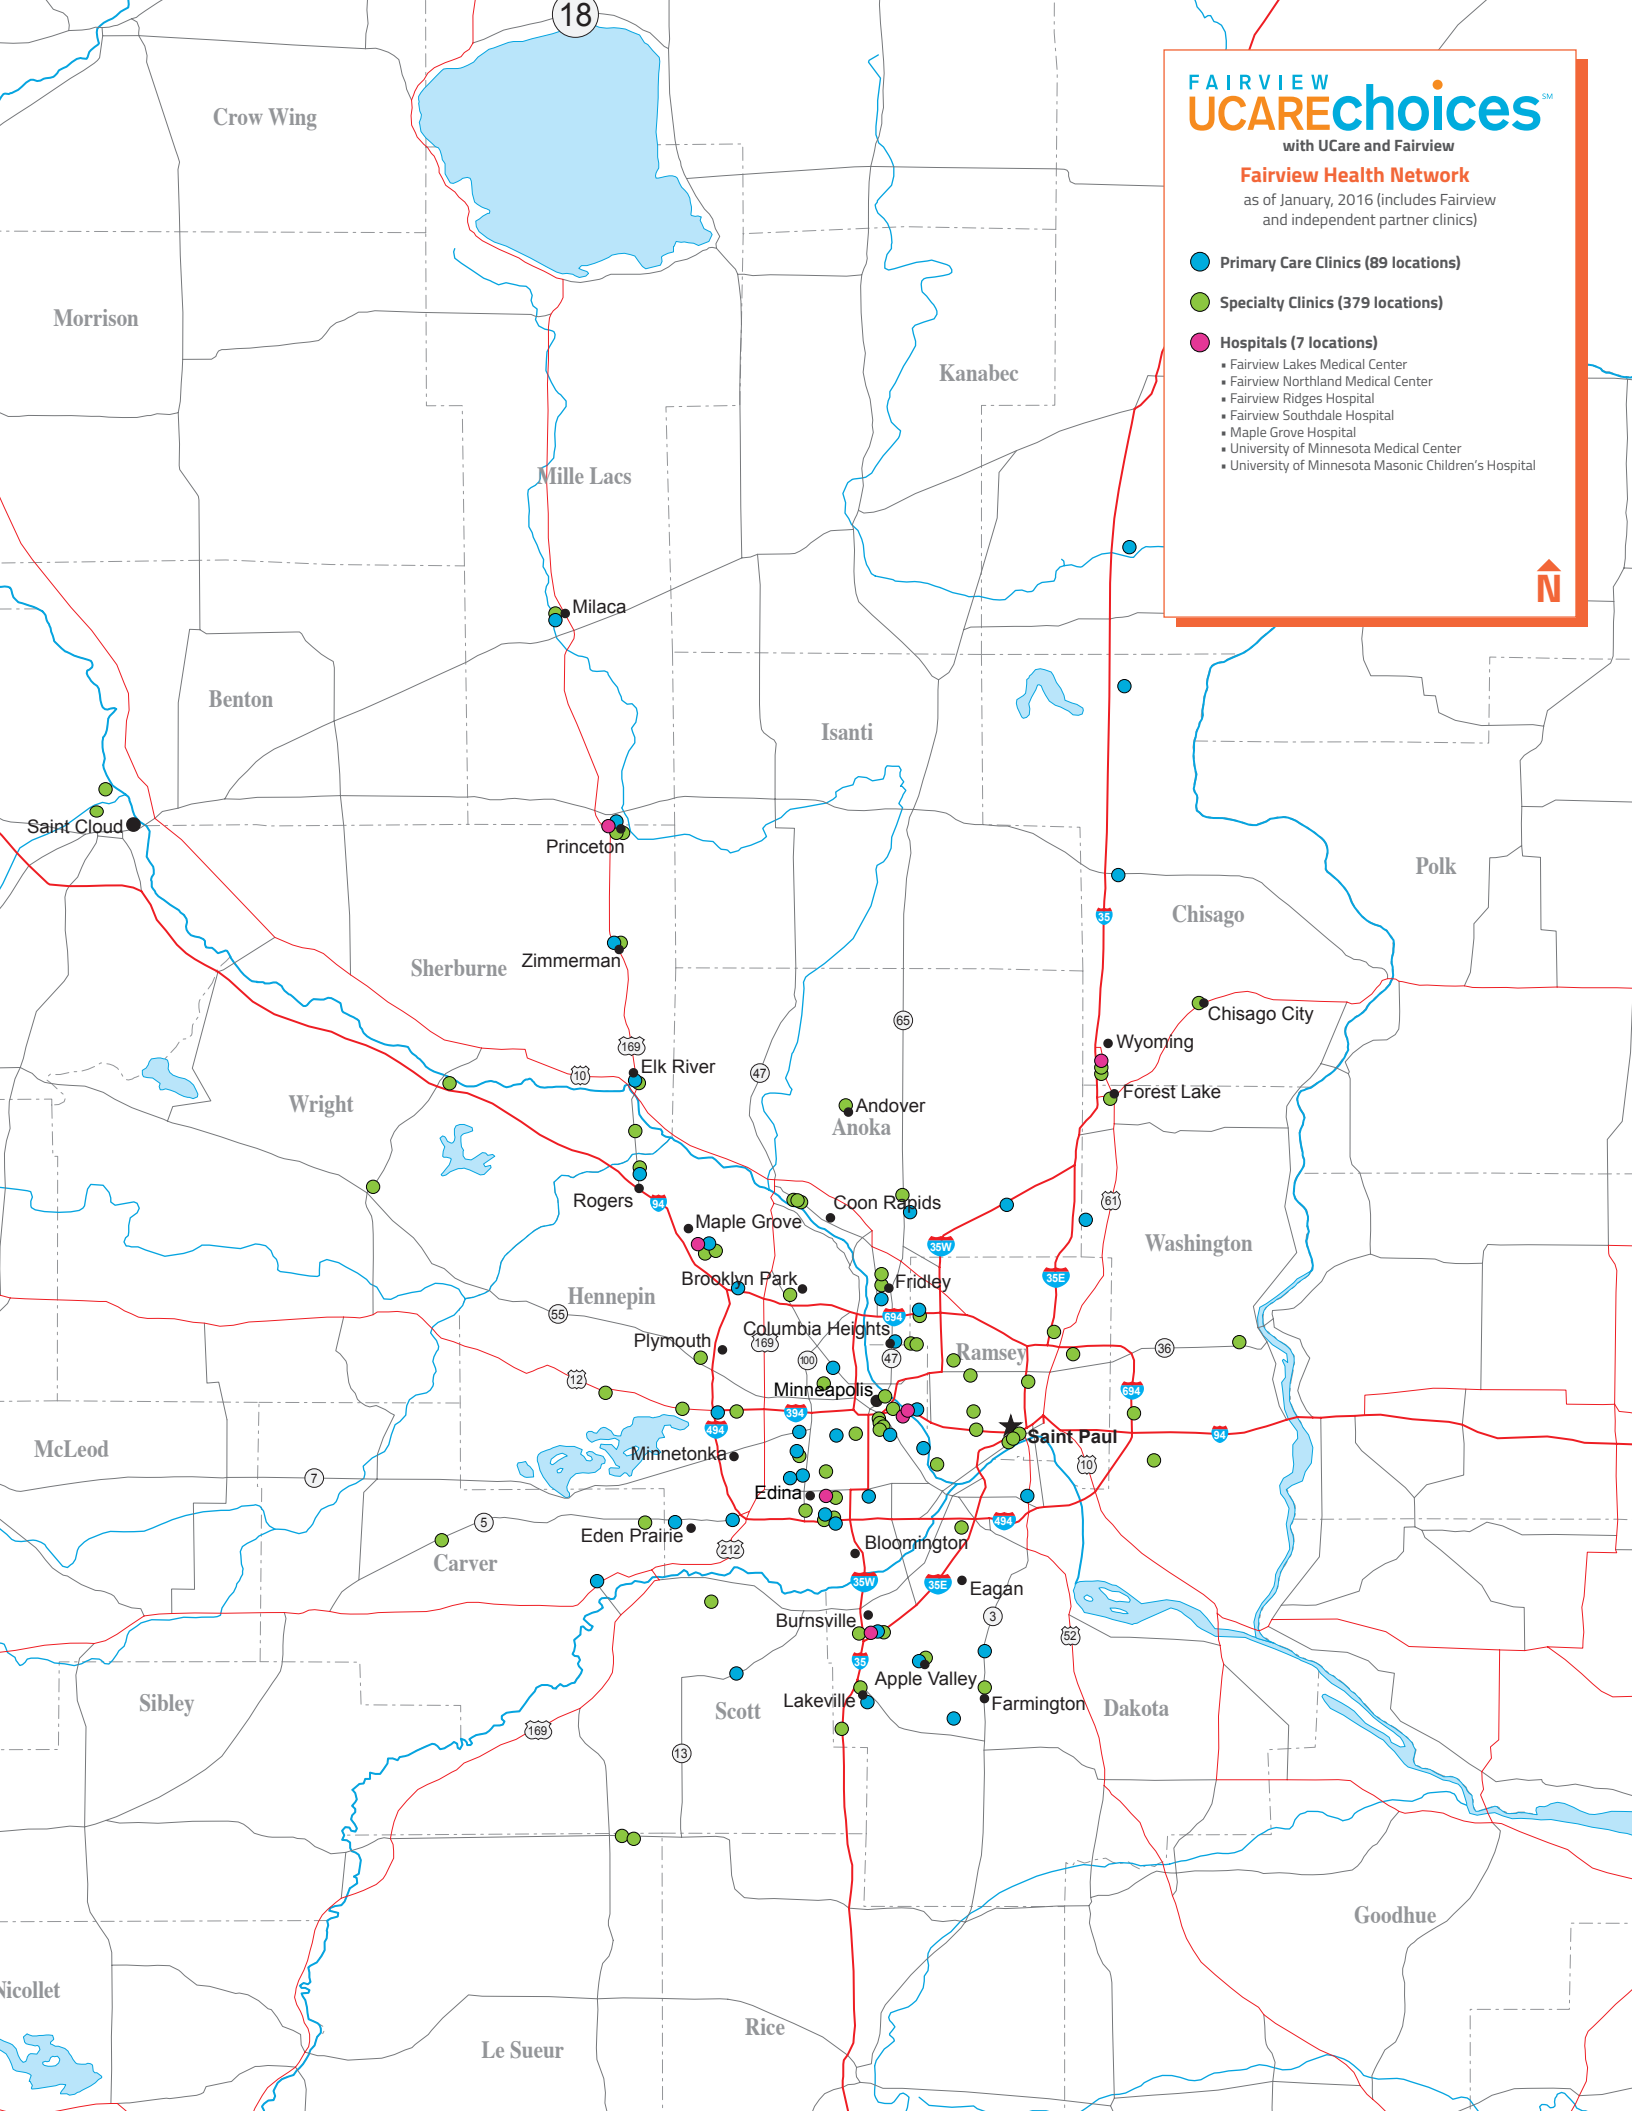 18
FAIRVIEW
UCAREchoices℠
with UCare and Fairview
Fairview Health Network
as of January, 2016 (includes Fairview
and independent partner clinics)
Primary Care Clinics (89 locations)
Specialty Clinics (379 locations)
Hospitals (7 locations)
▪ Fairview Lakes Medical Center
▪ Fairview Northland Medical Center
▪ Fairview Ridges Hospital
▪ Fairview Southdale Hospital
▪ Maple Grove Hospital
▪ University of Minnesota Medical Center
▪ University of Minnesota Masonic Children's Hospital
N
Crow Wing
Morrison
Kanabec
Mille Lacs
Milaca
Benton
Isanti
Saint Cloud
Princeton
Polk
Chisago
35
Sherburne
Zimmerman
Chisago City
65
Wyoming
169
Elk River
10
47
Forest Lake
Wright
Andover
Anoka
Rogers
94
Coon Rapids
61
Maple Grove
35W
Washington
Brooklyn Park
Fridley
35E
Hennepin
55
694
Columbia Heights
Plymouth
169
100
47
Ramsey
36
12
Minneapolis
694
394
494
Saint Paul
94
McLeod
Minnetonka
10
7
Edina
5
494
Eden Prairie
212
Bloomington
Carver
35W
35E
Eagan
Burnsville
3
52
35
Apple Valley
Sibley
Lakeville
Farmington
Scott
Dakota
169
13
Goodhue
Nicollet
Rice
Le Sueur